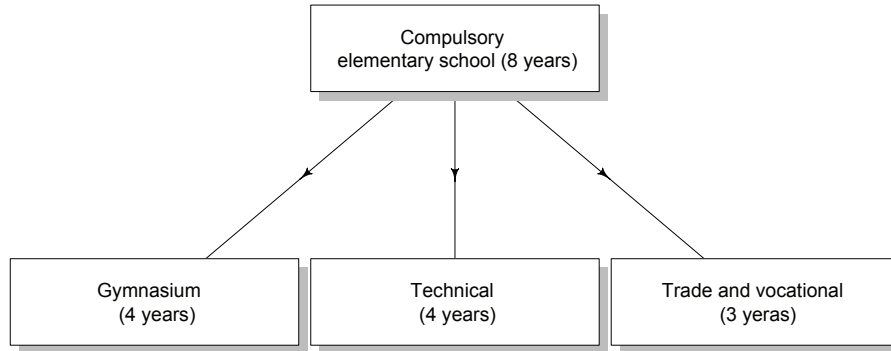 Compulsory
elementary school (8 years)
Gymnasium
(4 years)
Technical
(4 years)
Trade and vocational
(3 yeras)